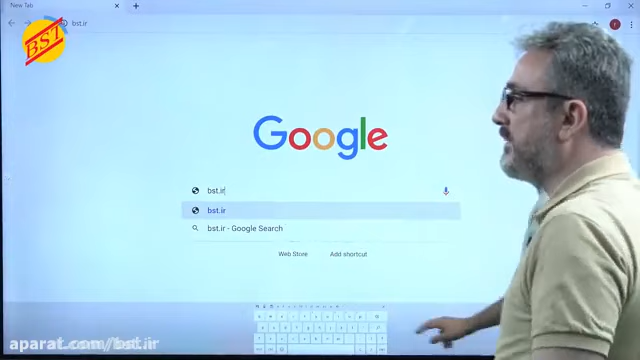 New Tab
bst.ir
BST
Google
bst.ir
bst.ir
bst.ir - Google Search
Web Store
Add shortcut
aparat.com/bst.ir